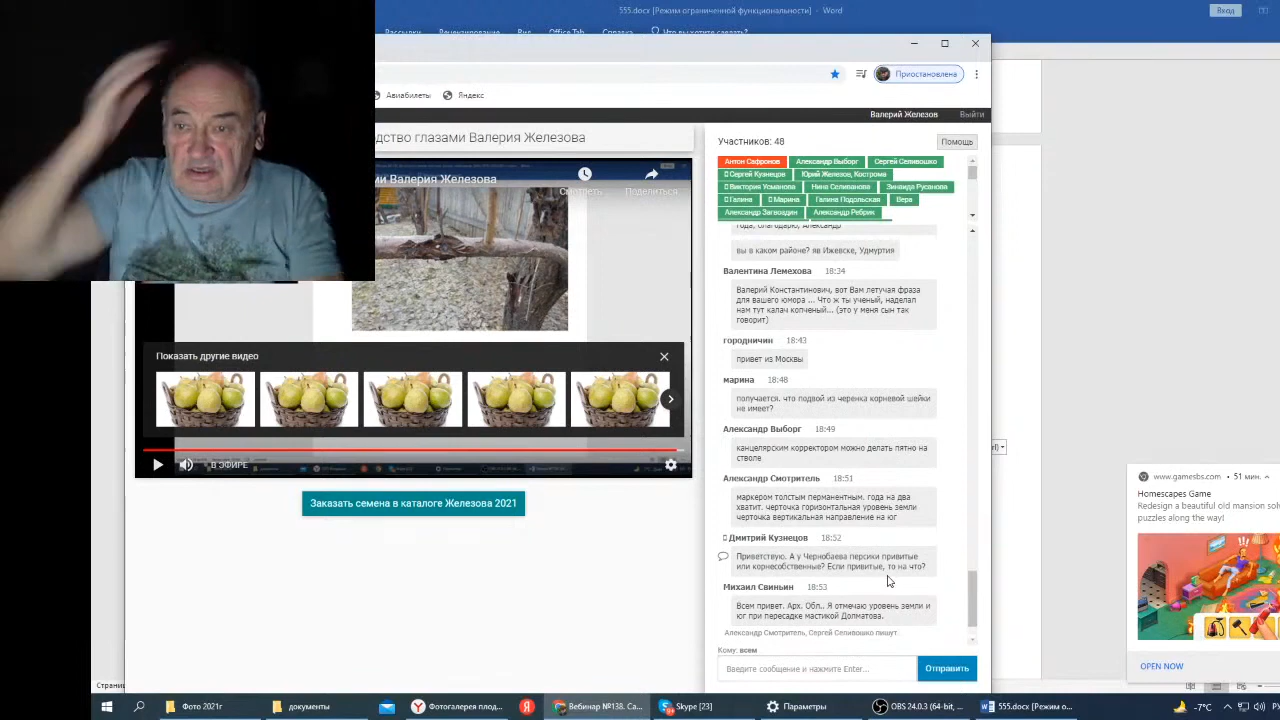 555.docx [Режим ограниченной функциональности] - Word
Вход
Рассылки Рецензирование Вид Office Tab Справка Что вы хотите сделать?
Приостановлена
Авиабилеты Яндекс
Валерий Железов Выйти
дство глазами Валерия Железова
Участников: 48
Помощь
Антон Сафронов Александр Выборг Сергей Селивошко
Сергей Кузнецов Юрий Железов, Кострома
Виктория Усманова Нина Селиванова Зинаида Русанова
Галина Марина Галина Подольская Вера
Александр Загваздин Александр Ребрик
ми Валерия Железова
Смотреть Поделиться
года, благодарю, Александр
вы в каком районе? яв Ижевске, Удмуртия
Валентина Лемехова 18:34
Валерий Константинович, вот Вам летучая фраза
для вашего юмора ... Что ж ты ученый, наделал
нам тут калач копченый... (это у меня сын так
говорит)
городничин 18:43
привет из Москвы
марина 18:48
получается. что подвой из черенка корневой шейки
не имеет?
Александр Выборг 18:49
канцелярским корректором можно делать пятно на
стволе
Александр Смотритель 18:51
маркером толстым перманентным. года на два
хватит. черточка горизонтальная уровень земли
черточка вертикальная направление на юг
Дмитрий Кузнецов 18:52
Приветствую. А у Чернобаева персики привитые
или корнесобственные? Если привитые, то на что?
Михаил Свиньин 18:53
Всем привет. Арх. Обл.. Я отмечаю уровень земли и
юг при пересадке мастикой Долматова.
Александр Смотритель, Сергей Селивошко пишут.
Кому: всем
Введите сообщение и нажмите Enter...
Отправить
Показать другие видео
В ЭФИРЕ
Заказать семена в каталоге Железова 2021
www.gamesbs.com • 51 мин.
Homescapes Game
Redesign a beautiful old mansion sol
puzzles along the way!
OPEN NOW
Страниц
Фото 2021г документы Фотогалерея плод... Вебинар №138. Са... Skype [23] Параметры OBS 24.0.3 (64-bit, ... 555.docx [Режим о...
-7°C